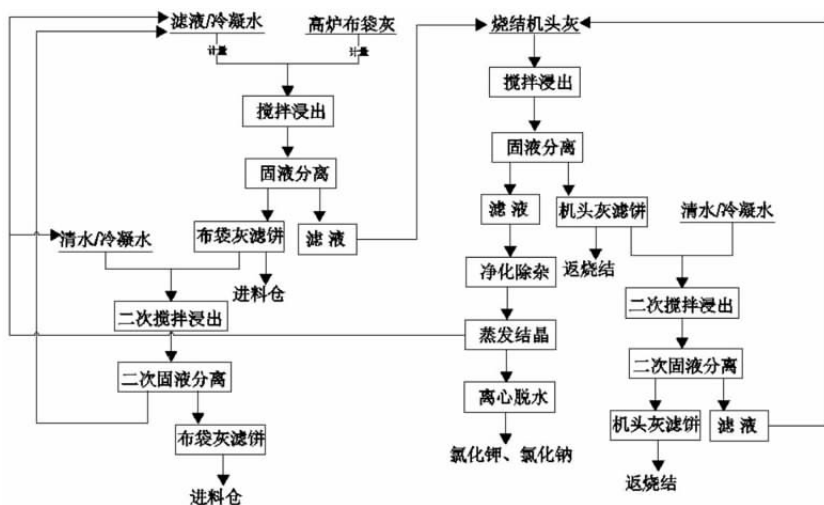 滤液/冷凝水
高炉布袋灰
烧结机头灰
计量
计量
搅拌浸出
搅拌浸出
固液分离
固液分离
布袋灰滤饼
滤 液
滤 液
机头灰滤饼
清水/冷凝水
清水/冷凝水
进料仓
返烧结
净化除杂
二次搅拌浸出
二次搅拌浸出
蒸发结晶
二次固液分离
二次固液分离
离心脱水
布袋灰滤饼
机头灰滤饼
滤 液
氯化钾、氯化钠
进料仓
返烧结